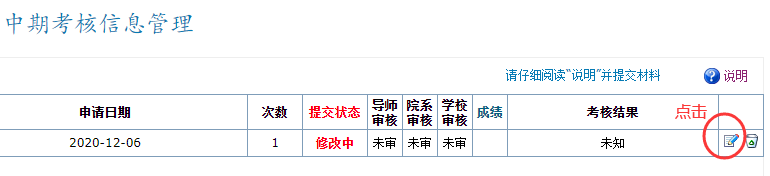 中期考核信息管理
请仔细阅读“说明”并提交材料 ? 说明
申请日期 次数 提交状态 导师审核 院系审核 学校审核 成绩 考核结果 点击
2020-12-06 1 修改中 未审 未审 未审 未知